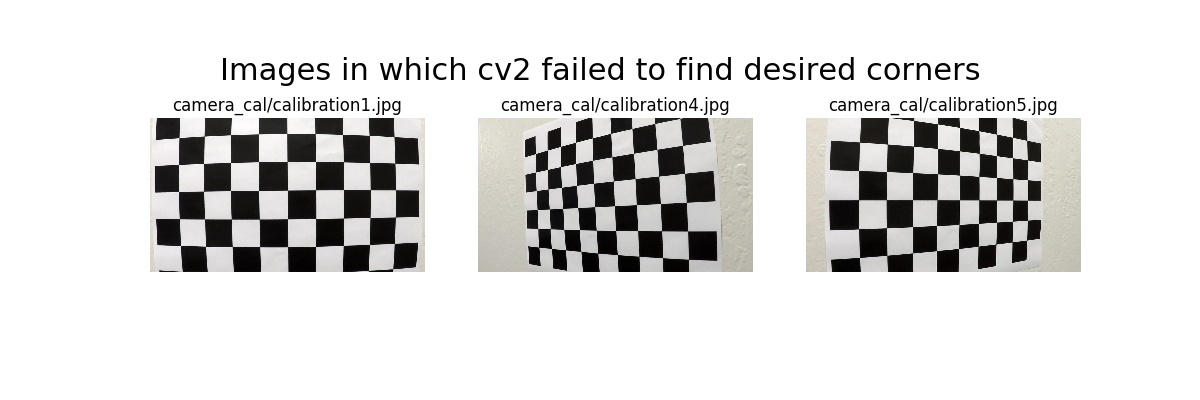 Images in which cv2 failed to find desired corners
camera_cal/calibration1.jpg
camera_cal/calibration4.jpg
camera_cal/calibration5.jpg